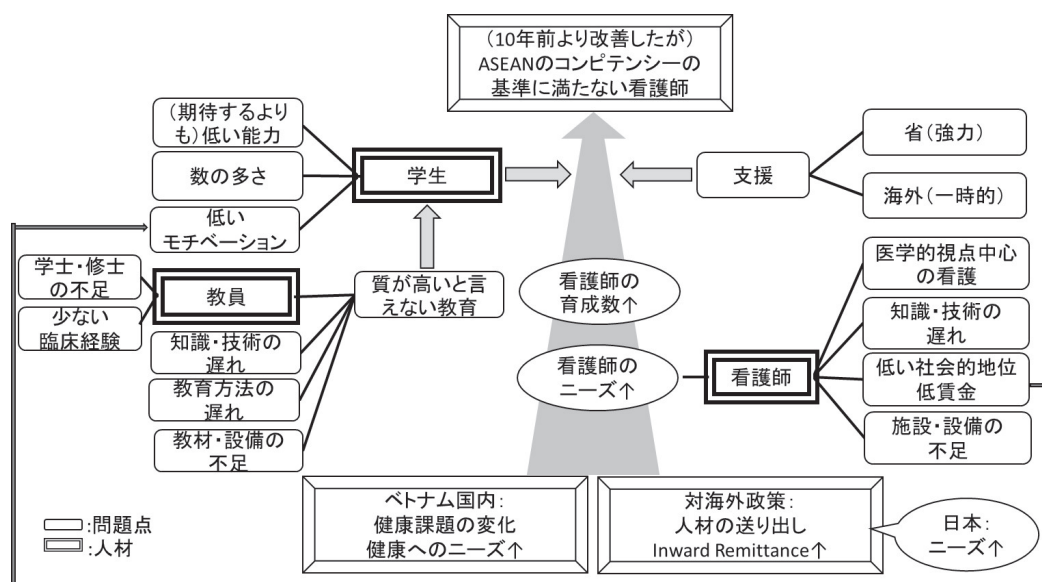 (10年前より改善したが)
ASEANのコンピテンシーの
基準に満たない看護師
(期待するより
も)低い能力
数の多さ
低い
モチベーション
学生
支援
省(強力)
海外(一時的)
学士・修士
の不足
少ない
臨床経験
教員
質が高いと言
えない教育
知識・技術の
遅れ
教育方法の
遅れ
教材・設備の
不足
看護師の
育成数↑
看護師の
ニーズ↑
看護師
医学的視点中心
の看護
知識・技術の
遅れ
低い社会的地位
低賃金
施設・設備の
不足
ベトナム国内:
健康課題の変化
健康へのニーズ↑
対海外政策:
人材の送り出し
Inward Remittance↑
日本:
ニーズ↑
:問題点
:人材